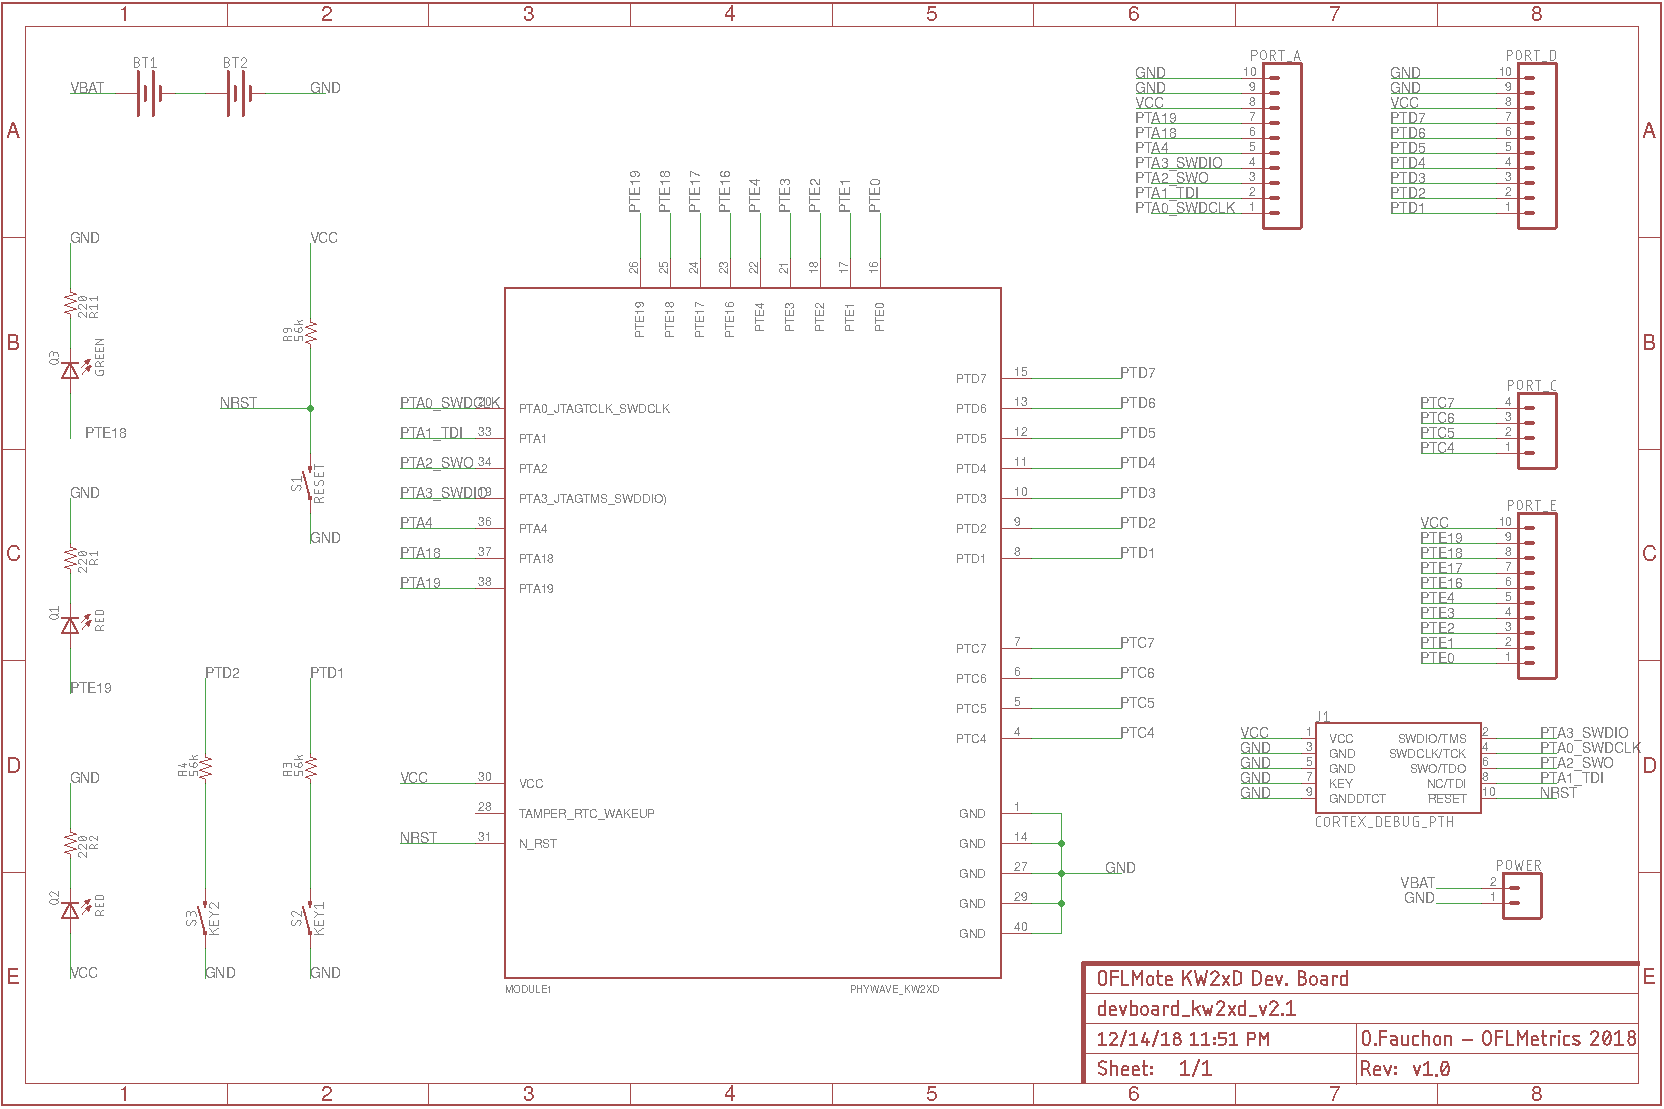 1 2 3 4 5 6 7 8
A
B
C
D
E
BT1
BT2
VBAT
GND
PORT_A
GND 10
GND 9
VCC 8
PTA19 7
PTA18 6
PTA4 5
PTA3_SWDIO 4
PTA2_SWO 3
PTA1_TDI 2
PTA0_SWDCLK 1
PORT_D
GND 10
GND 9
VCC 8
PTD7 7
PTD6 6
PTD5 5
PTD4 4
PTD3 3
PTD2 2
PTD1 1
A
B
C
D
E
GND
220
R11
Q3
GREEN
PTE18
VCC
R9
56k
NRST
S1
RESET
GND
GND
220
R1
Q1
RED
PTE19
GND
220
R2
Q2
RED
VCC
PTD2
R4
56k
S3
KEY2
GND
PTD1
R3
56k
S2
KEY1
GND
PTE19 PTE18 PTE17 PTE16 PTE4 PTE3 PTE2 PTE1 PTE0
26 25 24 23 22 21 18 17 16
PTE19 PTE18 PTE17 PTE16 PTE4 PTE3 PTE2 PTE1 PTE0
PTA0_SWDCLK 20 PTA0_JTAGTCLK_SWDCLK
PTA1_TDI 33 PTA1
PTA2_SWO 34 PTA2
PTA3_SWDIO 19 PTA3_JTAGTMS_SWDDIO)
PTA4 36 PTA4
PTA18 37 PTA18
PTA19 38 PTA19
VCC 30 VCC
28 TAMPER_RTC_WAKEUP
NRST 31 N_RST
PTD7 15 PTD7
PTD6 13 PTD6
PTD5 12 PTD5
PTD4 11 PTD4
PTD3 10 PTD3
PTD2 9 PTD2
PTD1 8 PTD1
PTC7 7 PTC7
PTC6 6 PTC6
PTC5 5 PTC5
PTC4 4 PTC4
GND 1
GND 14
GND 27 GND
GND 29
GND 40
MODULE1
PHYWAVE_KW2XD
PORT_C
PTC7 4
PTC6 3
PTC5 2
PTC4 1
PORT_E
VCC 10
PTE19 9
PTE18 8
PTE17 7
PTE16 6
PTE4 5
PTE3 4
PTE2 3
PTE1 2
PTE0 1
J1
VCC 1 VCC SWDIO/TMS 2 PTA3_SWDIO
GND 3 GND SWDCLK/TCK 4 PTA0_SWDCLK
GND 5 GND SWO/TDO 6 PTA2_SWO
GND 7 KEY NC/TDI 8 PTA1_TDI
GND 9 GNDDTCT RESET 10 NRST
CORTEX_DEBUG_PTH
POWER
VBAT 2
GND 1
OFLMote KW2xD Dev. Board
devboard_kw2xd_v2.1
12/14/18 11:51 PM
O.Fauchon - OFLMetrics 2018
Sheet: 1/1
Rev: v1.0
1 2 3 4 5 6 7 8